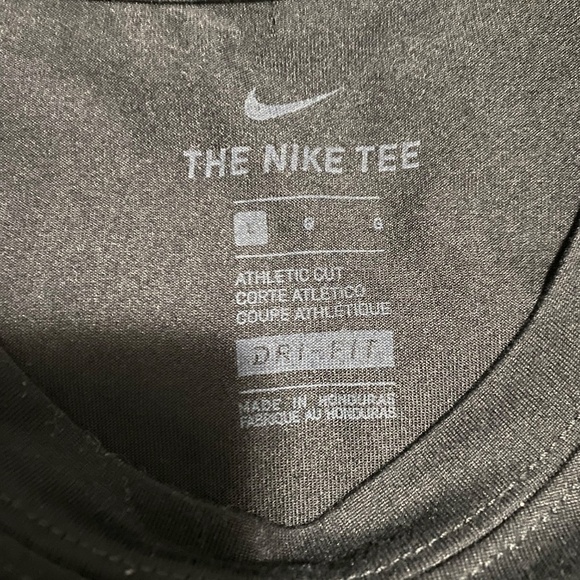 THE NIKE TEE
L G G
ATHLETIC CUT
CORTE ATLÉTICO
COUPE ATHLÉTIQUE
DRI-FIT
MADE IN HONDURAS
FABRIQUÉ AU HONDURAS